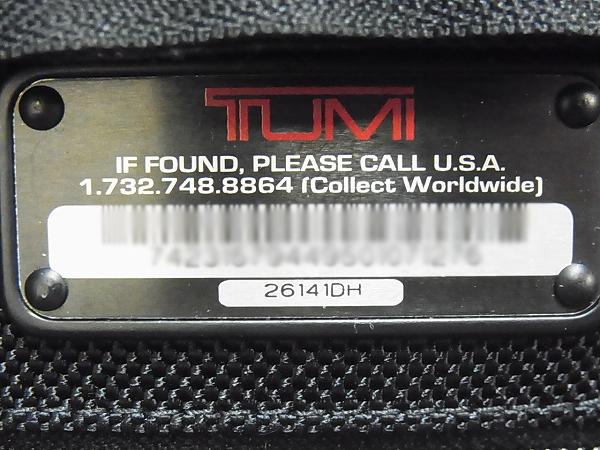 TUMI
IF FOUND, PLEASE CALL U.S.A.
1.732.748.8864 (Collect Worldwide)
26141DH